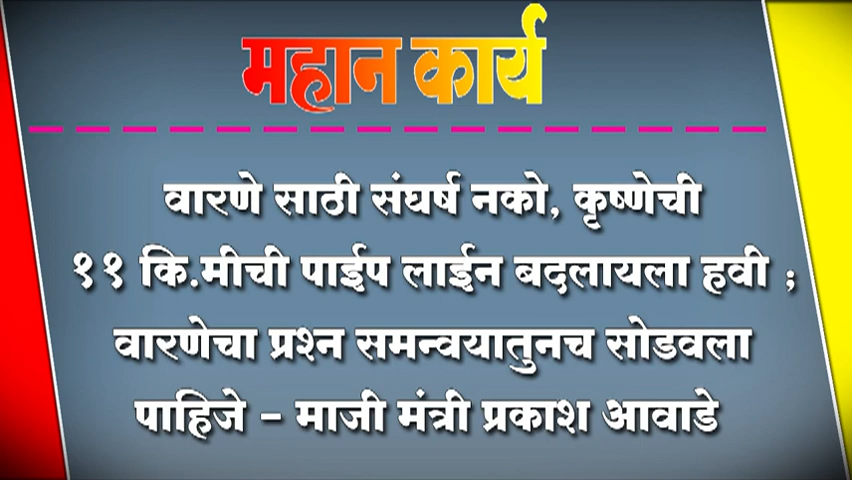 महान कार्य
वारणे साठी संघर्ष नको, कृष्णेची
११ कि.मीची पाईप लाईन बदलायला हवी ;
वारणेचा प्रश्न समन्वयातुनच सोडवला
पाहिजे - माजी मंत्री प्रकाश आवाडे